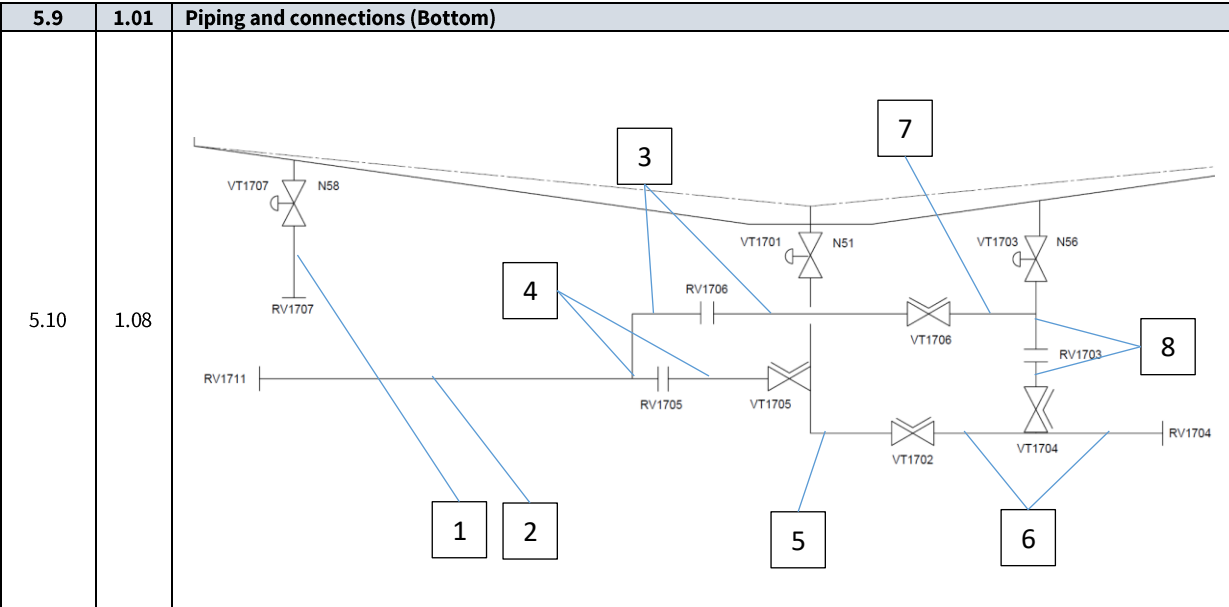 5.9 1.01 Piping and connections (Bottom)
7
3
VT1707 N58
VT1701 N51 VT1703 N56
4 RV1706
RV1707
5.10 1.08
VT1706
RV1703 8
RV1711
RV1705 VT1705
RV1704
VT1702 VT1704
1 2 5 6